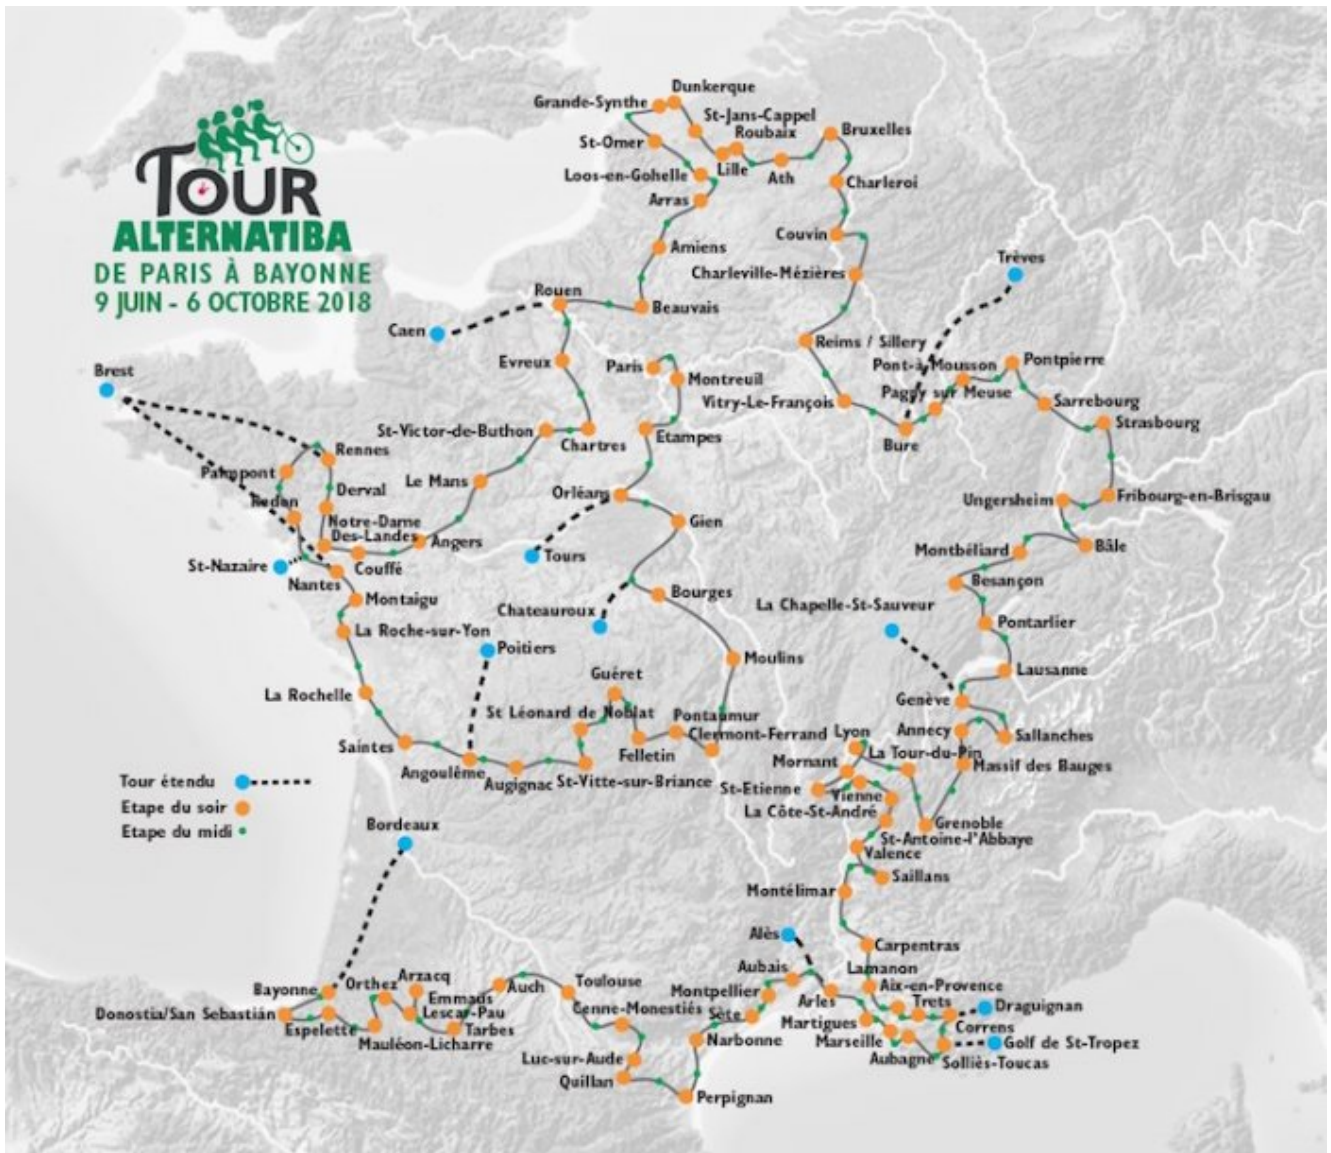 TOUR
ALTERNATIBA
DE PARIS À BAYONNE
9 JUIN - 6 OCTOBRE 2018
Dunkerque
Grande-Synthe
St-Jans-Cappel
Roubaix
Bruxelles
St-Omer
Lille
Ath
Loos-en-Gohelle
Charleroi
Arras
Couvin
Amiens
Trèves
Charleville-Mézières
Rouen
Beauvais
Caen
Reims / Sillery
Evreux
Paris
Pont-à-Mousson
Pontpierre
Brest
Montreuil
Pagny sur Meuse
Vitry-Le-François
Sarrebourg
St-Victor-de-Buthon
Chartres
Etampes
Bure
Strasbourg
Rennes
Paimpont
Le Mans
Derval
Orléans
Ungersheim
Fribourg-en-Brisgau
Redon
Notre-Dame
Des-Landes
Angers
Gien
Bâle
Tours
Montbéliard
St-Nazaire
Couffé
Nantes
Besançon
Montaigu
Bourges
Chateauroux
La Chapelle-St-Sauveur
Pontarlier
La Roche-sur-Yon
Poitiers
Moulins
Lausanne
Guéret
La Rochelle
Genève
St Léonard de Noblat
Pontaumur
Clermont-Ferrand
Lyon
Annecy
Sallanches
Saintes
Felletin
La Tour-du-Pin
Mornant
Massif des Bauges
Angoulême
Augignac
St-Vitte-sur-Briance
St-Etienne
Vienne
Tour étendu
Etape du soir
Etape du midi
La Côte-St-André
Grenoble
Bordeaux
St-Antoine-l'Abbaye
Valence
Saillans
Montélimar
Alès
Carpentras
Aubais
Lamanon
Bayonne
Orthez
Arzacq
Auch
Toulouse
Montpellier
Arles
Aix-en-Provence
Emmaus
Lescar-Pau
Donostia/San Sebastián
Cenne-Monestiés
Sète
Trets
Draguignan
Espelette
Tarbes
Martigues
Correns
Mauléon-Licharre
Narbonne
Marseille
Golf de St-Tropez
Luc-sur-Aude
Aubagne
Solliès-Toucas
Quillan
Perpignan